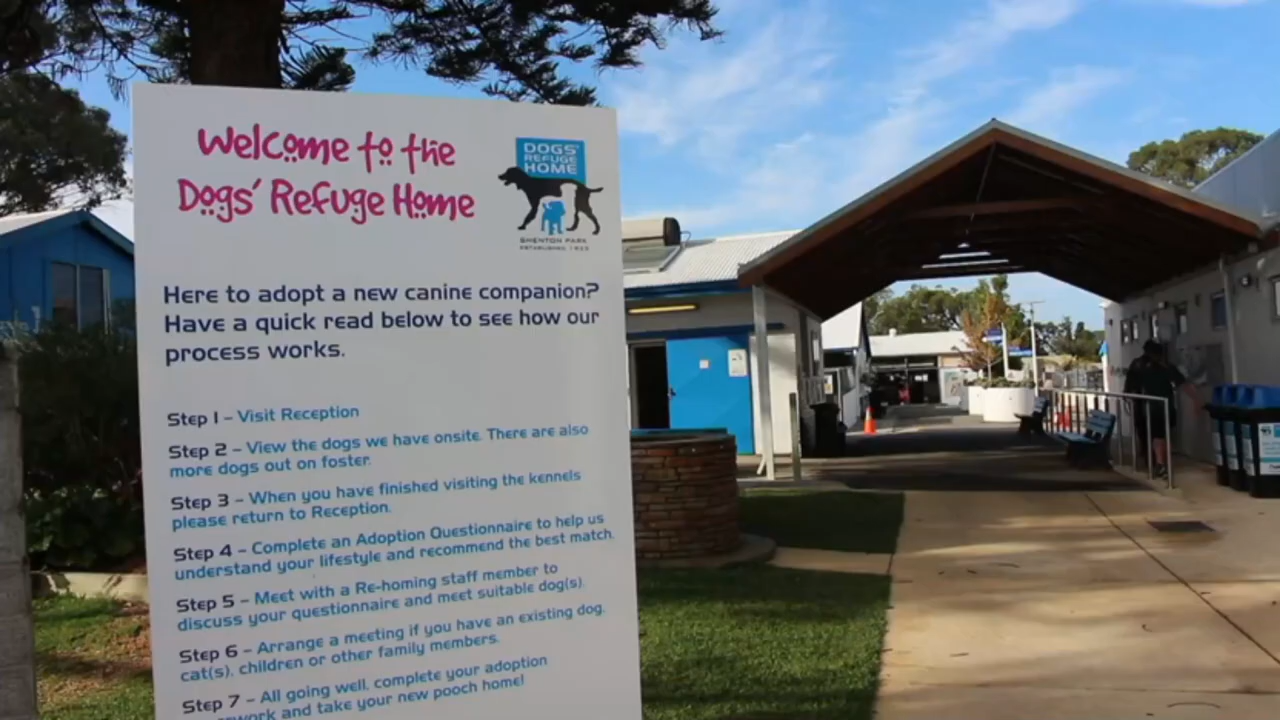 Welcome to the
Dogs' Refuge Home
DOGS'
REFUGE
HOME
SHENTON PARK
ESTABLISHED 1935
Here to adopt a new canine companion?
Have a quick read below to see how our
process works.
Step 1 - Visit Reception
Step 2 - View the dogs we have onsite. There are also
more dogs out on foster.
Step 3 - When you have finished visiting the kennels
please return to Reception.
Step 4 - Complete an Adoption Questionnaire to help us
understand your lifestyle and recommend the best match.
Step 5 - Meet with a Re-homing staff member to
discuss your questionnaire and meet suitable dog(s).
Step 6 - Arrange a meeting if you have an existing dog,
cat(s), children or other family members.
Step 7 - All going well, complete your adoption
and take your new pooch home!